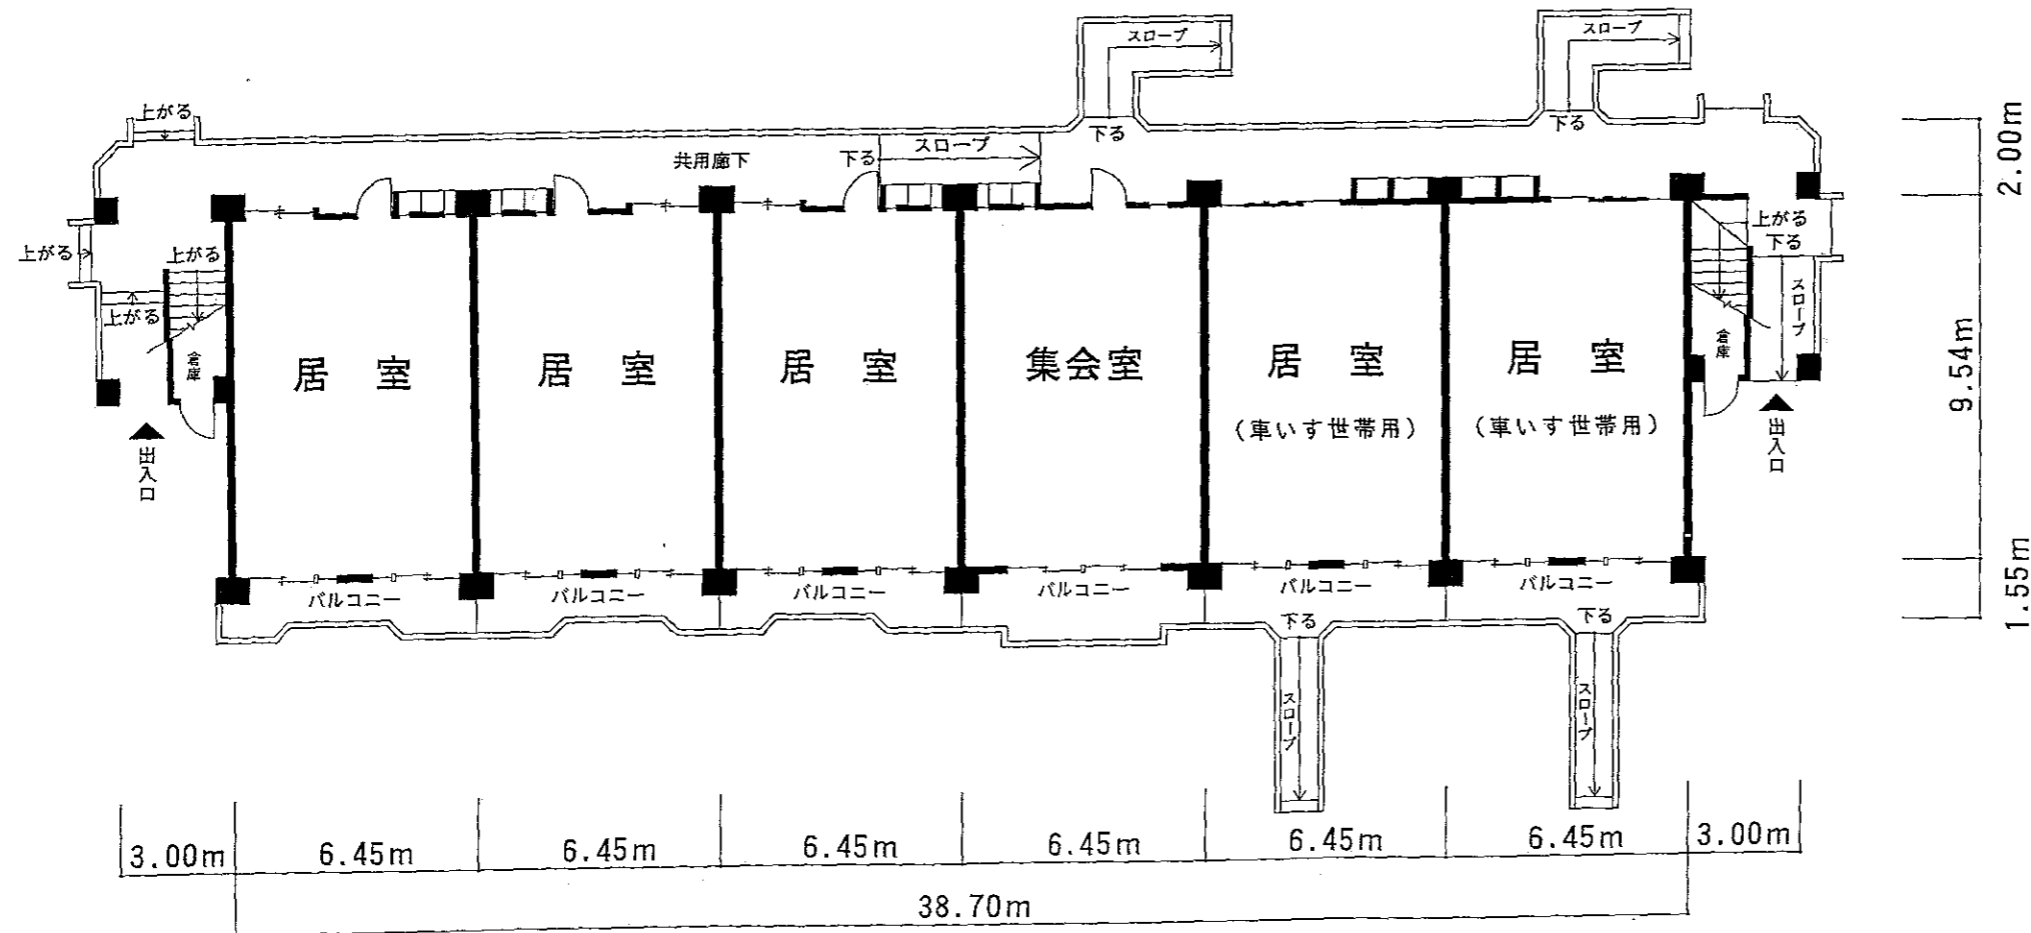 スロープ
スロープ
上がる
下る
下る
共用廊下
下る
スロープ
2.00m
上がる
上がる
上がる
下る
上がる
スロープ
倉庫
倉庫
居 室
居 室
居 室
集会室
居 室
(車いす世帯用)
居 室
(車いす世帯用)
9.54m
出入口
出入口
バルコニー
バルコニー
バルコニー
バルコニー
バルコニー
バルコニー
1.55m
下る
下る
スロープ
スロープ
3.00m
6.45m
6.45m
6.45m
6.45m
6.45m
6.45m
3.00m
38.70m